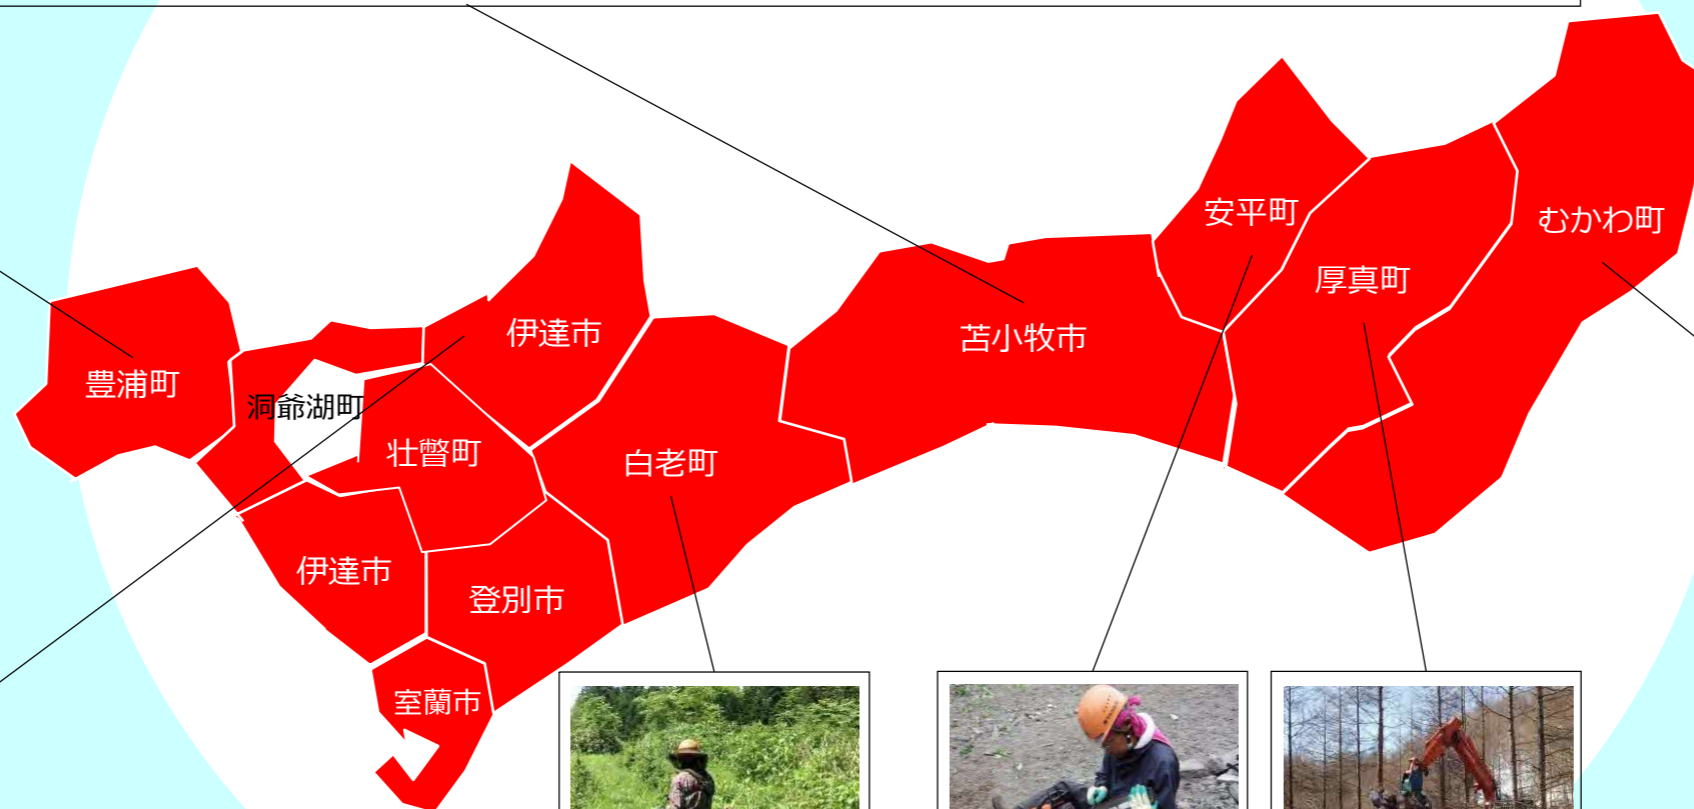 安平町
むかわ町
厚真町
伊達市
苫小牧市
豊浦町
洞爺湖町
壮瞥町
白老町
伊達市
登別市
室蘭市